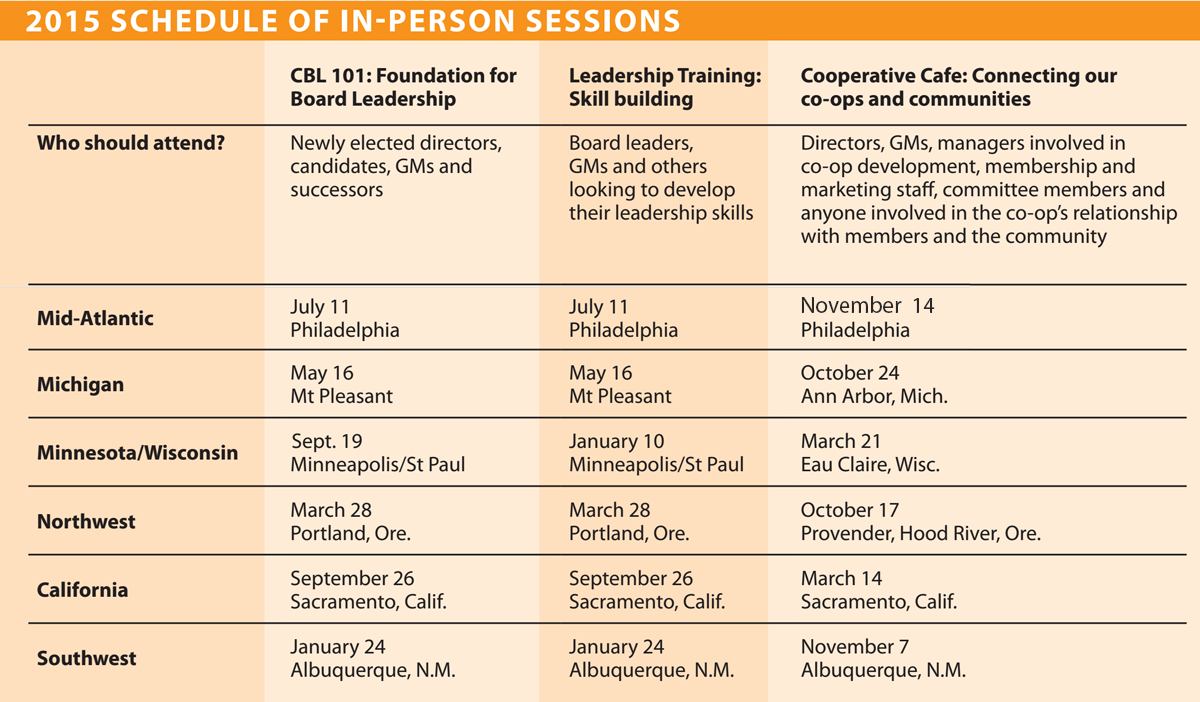 2015 SCHEDULE OF IN-PERSON SESSIONS
CBL 101: Foundation for
Board Leadership
Leadership Training:
Skill building
Cooperative Cafe: Connecting our
co-ops and communities
Who should attend?
Newly elected directors,
candidates, GMs and
successors
Board leaders,
GMs and others
looking to develop
their leadership skills
Directors, GMs, managers involved in
co-op development, membership and
marketing staff, committee members and
anyone involved in the co-op's relationship
with members and the community
Mid-Atlantic
July 11
Philadelphia
July 11
Philadelphia
November 14
Philadelphia
Michigan
May 16
Mt Pleasant
May 16
Mt Pleasant
October 24
Ann Arbor, Mich.
Minnesota/Wisconsin
Sept. 19
Minneapolis/St Paul
January 10
Minneapolis/St Paul
March 21
Eau Claire, Wisc.
Northwest
March 28
Portland, Ore.
March 28
Portland, Ore.
October 17
Provender, Hood River, Ore.
California
September 26
Sacramento, Calif.
September 26
Sacramento, Calif.
March 14
Sacramento, Calif.
Southwest
January 24
Albuquerque, N.M.
January 24
Albuquerque, N.M.
November 7
Albuquerque, N.M.